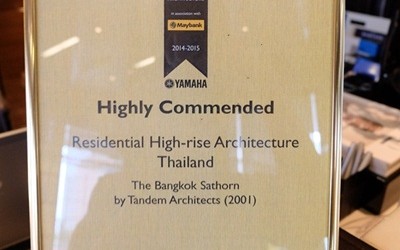 in association with
Maybank
2014-2015
YAMAHA
Highly Commended
Residential High-rise Architecture
Thailand
The Bangkok Sathorn
by Tandem Architects (2001)